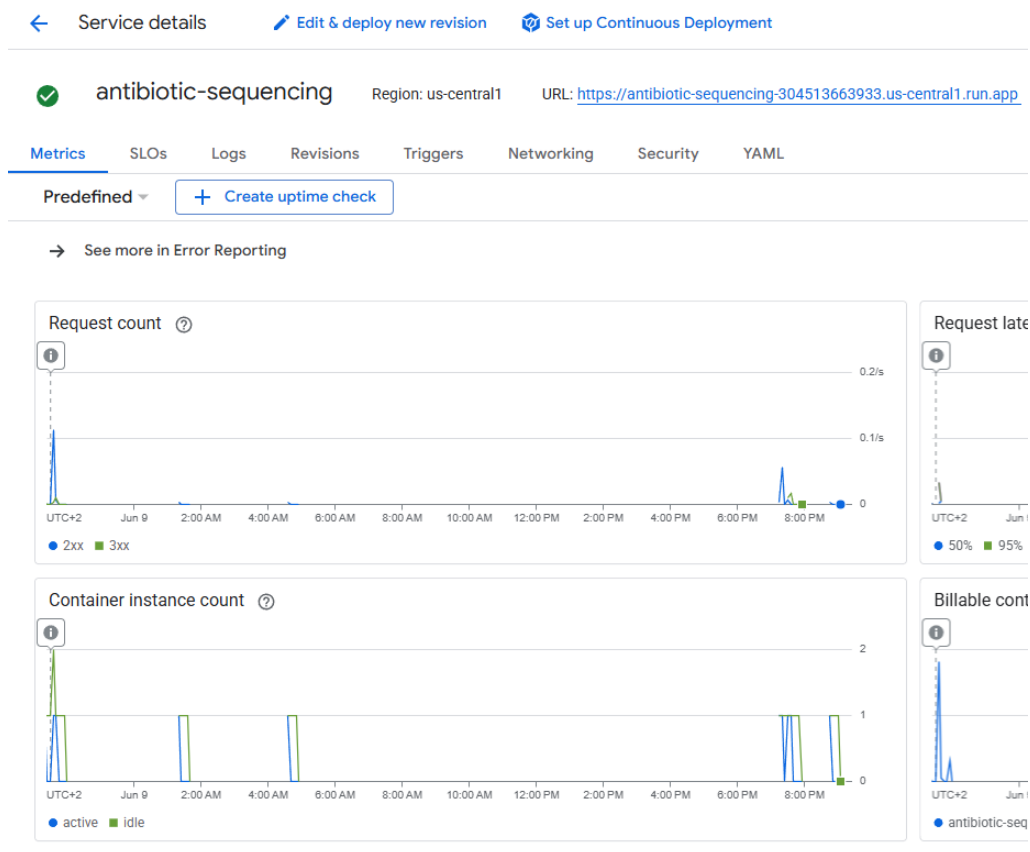 Service details Edit & deploy new revision Set up Continuous Deployment
antibiotic-sequencing Region: us-central1 URL: https://antibiotic-sequencing-304513663933.us-central1.run.app
Metrics SLOs Logs Revisions Triggers Networking Security YAML
Predefined + Create uptime check
→ See more in Error Reporting
Request count
0.2/s
0.1/s
0
UTC+2 Jun 9 2:00 AM 4:00 AM 6:00 AM 8:00 AM 10:00 AM 12:00 PM 2:00 PM 4:00 PM 6:00 PM 8:00 PM
2xx 3xx
Request late
UTC+2 Jun
50% 95%
Container instance count
2
1
0
UTC+2 Jun 9 2:00 AM 4:00 AM 6:00 AM 8:00 AM 10:00 AM 12:00 PM 2:00 PM 4:00 PM 6:00 PM 8:00 PM
active idle
Billable cont
UTC+2 Jun
antibiotic-seq